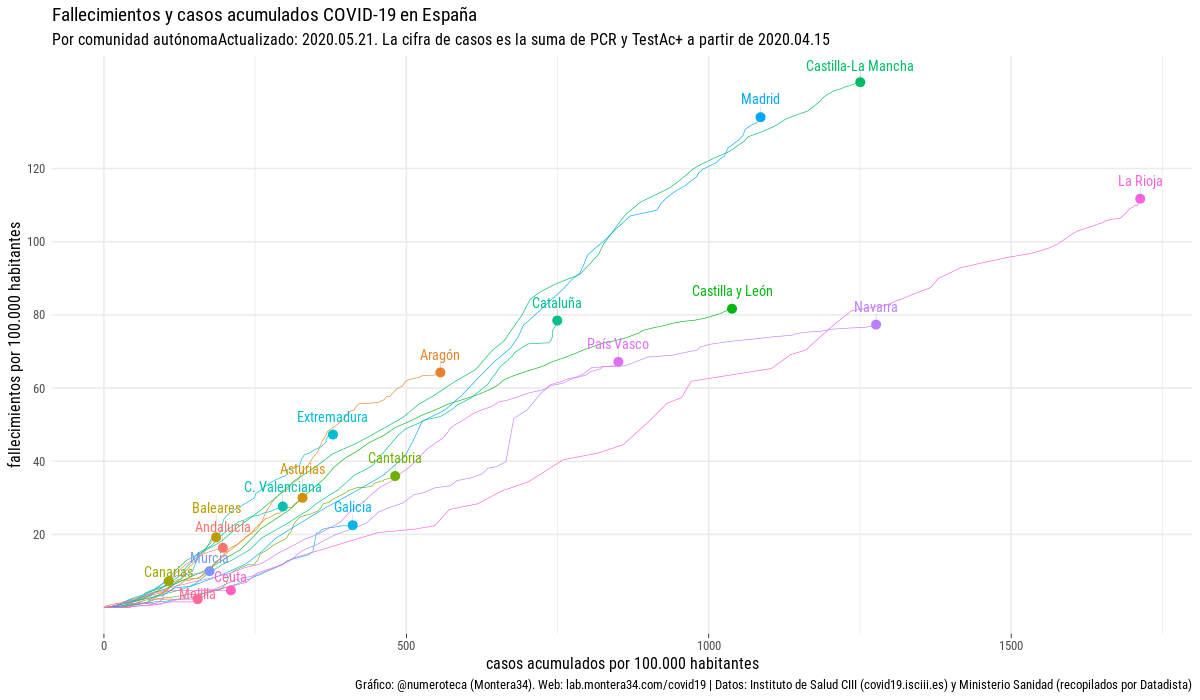 Fallecimientos y casos acumulados COVID-19 en España
Por comunidad autónomaActualizado: 2020.05.21. La cifra de casos es la suma de PCR y TestAc+ a partir de 2020.04.15
Castilla-La Mancha
Madrid
La Rioja
Castilla y León
Cataluña
Navarra
País Vasco
Aragón
Extremadura
Cantabria
Asturias
C. Valenciana
Galicia
Baleares
Andalucía
Murcia
Canarias
Ceuta
Melilla
120
100
80
60
40
20
fallecimientos por 100.000 habitantes
0
500
1000
1500
casos acumulados por 100.000 habitantes
Gráfico: @numeroteca (Montera34). Web: lab.montera34.com/covid19 | Datos: Instituto de Salud CIII (covid19.isciii.es) y Ministerio Sanidad (recopilados por Datadista)